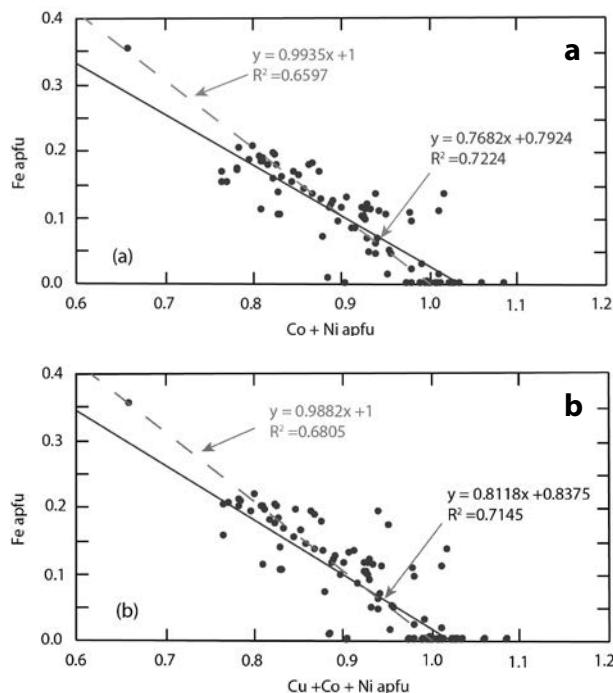 a
0.4
0.3
0.2
0.1
0.0
Fe apfu
y = 0.9935x +1
R² =0.6597
y = 0.7682x +0.7924
R² =0.7224
(a)
0.6 0.7 0.8 0.9 1.0 1.1 1.2
Co + Ni apfu
b
0.4
0.3
0.2
0.1
0.0
Fe apfu
y = 0.9882x +1
R² =0.6805
y = 0.8118x +0.8375
R² =0.7145
(b)
0.6 0.7 0.8 0.9 1.0 1.1 1.2
Cu +Co + Ni apfu